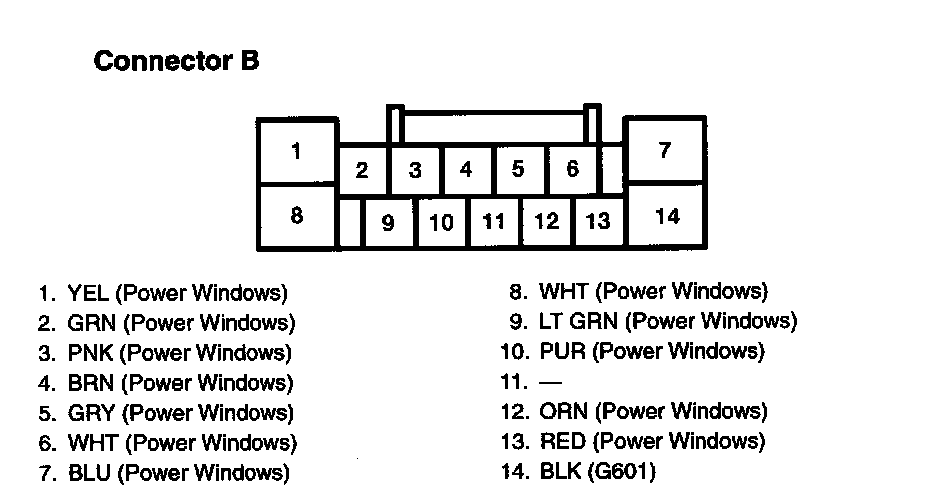 Connector B
1 7
2 3 4 5 6
8 9 10 11 12 13 14
1. YEL (Power Windows)
2. GRN (Power Windows)
3. PNK (Power Windows)
4. BRN (Power Windows)
5. GRY (Power Windows)
6. WHT (Power Windows)
7. BLU (Power Windows)
8. WHT (Power Windows)
9. LT GRN (Power Windows)
10. PUR (Power Windows)
11. —
12. ORN (Power Windows)
13. RED (Power Windows)
14. BLK (G601)